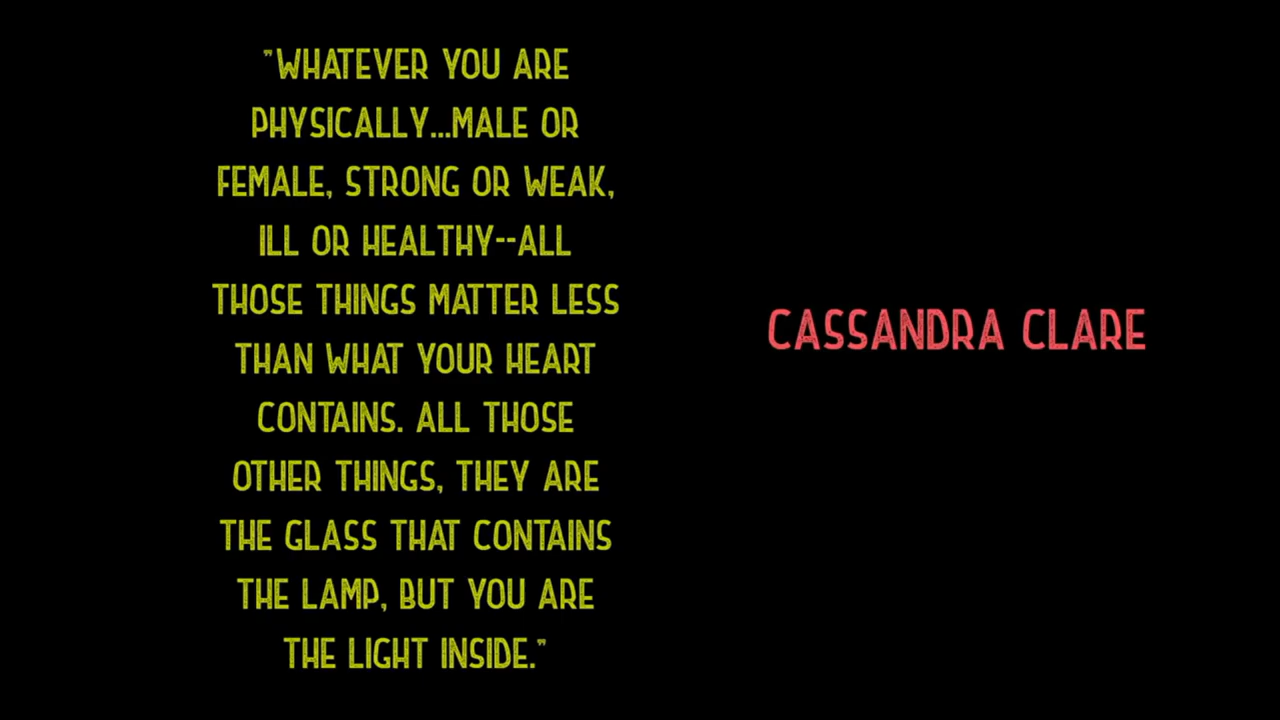 "WHATEVER YOU ARE
PHYSICALLY...MALE OR
FEMALE, STRONG OR WEAK,
ILL OR HEALTHY--ALL
THOSE THINGS MATTER LESS
THAN WHAT YOUR HEART
CONTAINS. ALL THOSE
OTHER THINGS, THEY ARE
THE GLASS THAT CONTAINS
THE LAMP, BUT YOU ARE
THE LIGHT INSIDE."
CASSANDRA CLARE